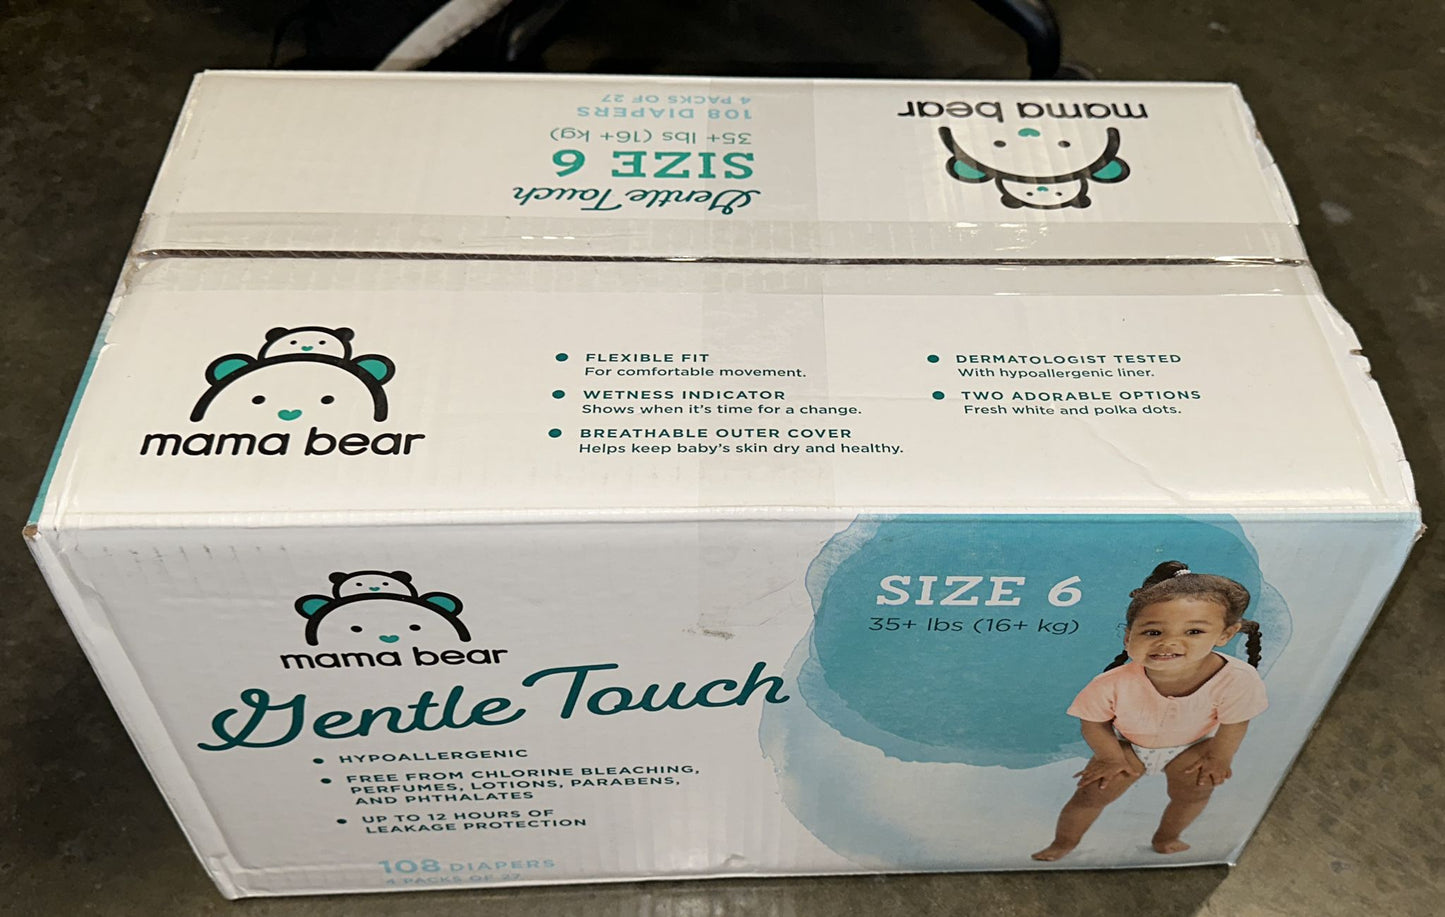 mama bear
Gentle Touch
SIZE 6
35+ lbs (16+ kg)
108 DIAPERS
4 PACKS OF 27
mama bear
FLEXIBLE FIT
For comfortable movement.
WETNESS INDICATOR
Shows when it's time for a change.
BREATHABLE OUTER COVER
Helps keep baby's skin dry and healthy.
DERMATOLOGIST TESTED
With hypoallergenic liner.
TWO ADORABLE OPTIONS
Fresh white and polka dots.
mama bear
Gentle Touch
HYPOALLERGENIC
FREE FROM CHLORINE BLEACHING,
PERFUMES, LOTIONS, PARABENS,
AND PHTHALATES
UP TO 12 HOURS OF
LEAKAGE PROTECTION
108 DIAPERS
4 PACKS OF 27
SIZE 6
35+ lbs (16+ kg)